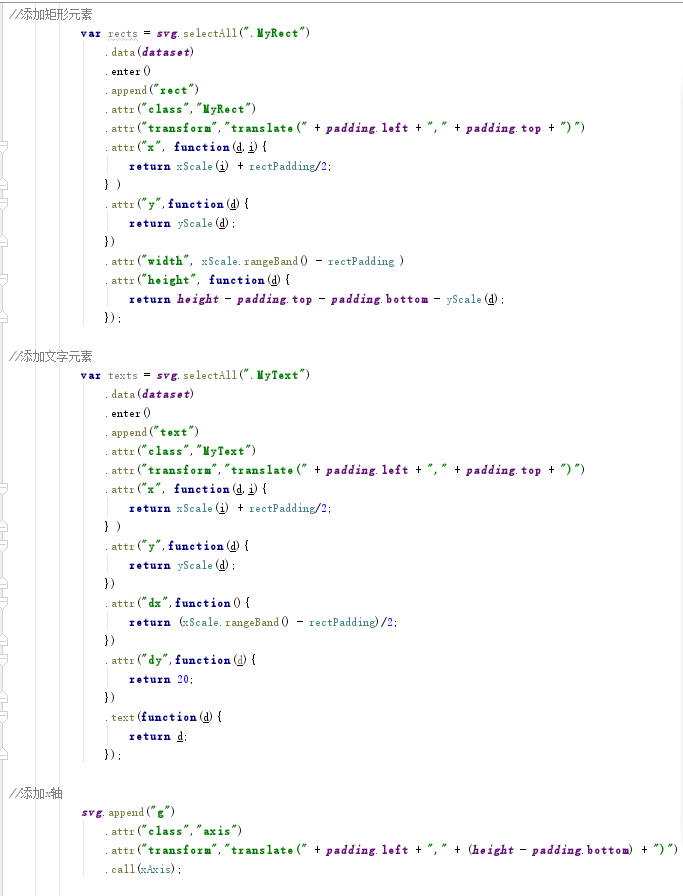 //添加矩形元素
var rects = svg.selectAll(".MyRect")
.data(dataset)
.enter()
.append("rect")
.attr("class","MyRect")
.attr("transform","translate(" + padding.left + "," + padding.top + ")")
.attr("x", function(d,i){
return xScale(i) + rectPadding/2;
} )
.attr("y",function(d){
return yScale(d);
})
.attr("width", xScale.rangeBand() - rectPadding )
.attr("height", function(d){
return height - padding.top - padding.bottom - yScale(d);
});
//添加文字元素
var texts = svg.selectAll(".MyText")
.data(dataset)
.enter()
.append("text")
.attr("class","MyText")
.attr("transform","translate(" + padding.left + "," + padding.top + ")")
.attr("x", function(d,i){
return xScale(i) + rectPadding/2;
} )
.attr("y",function(d){
return yScale(d);
})
.attr("dx",function(){
return (xScale.rangeBand() - rectPadding)/2;
})
.attr("dy",function(d){
return 20;
})
.text(function(d){
return d;
});
//添加x轴
svg.append("g")
.attr("class","axis")
.attr("transform","translate(" + padding.left + "," + (height - padding.bottom) + ")")
.call(xAxis);